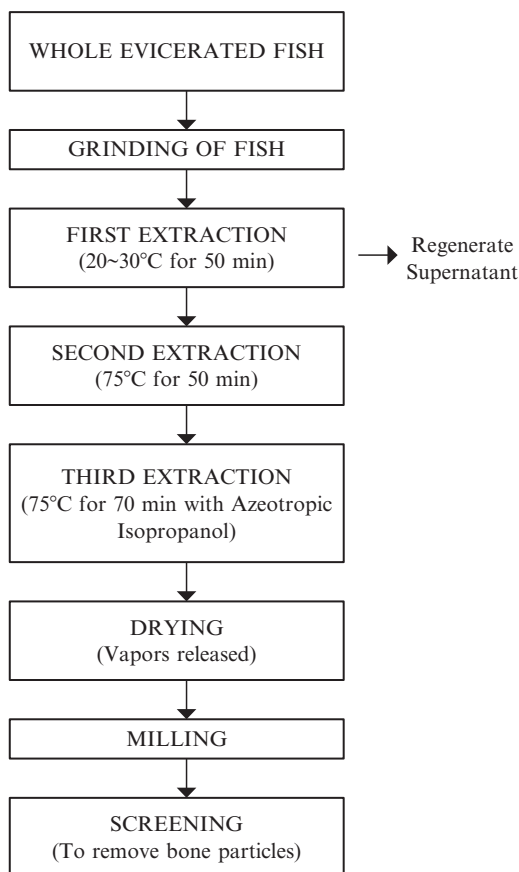 WHOLE EVICERATED FISH
GRINDING OF FISH
FIRST EXTRACTION
(20~30°C for 50 min)
Regenerate
Supernatant
SECOND EXTRACTION
(75°C for 50 min)
THIRD EXTRACTION
(75°C for 70 min with Azeotropic
Isopropanol)
DRYING
(Vapors released)
MILLING
SCREENING
(To remove bone particles)